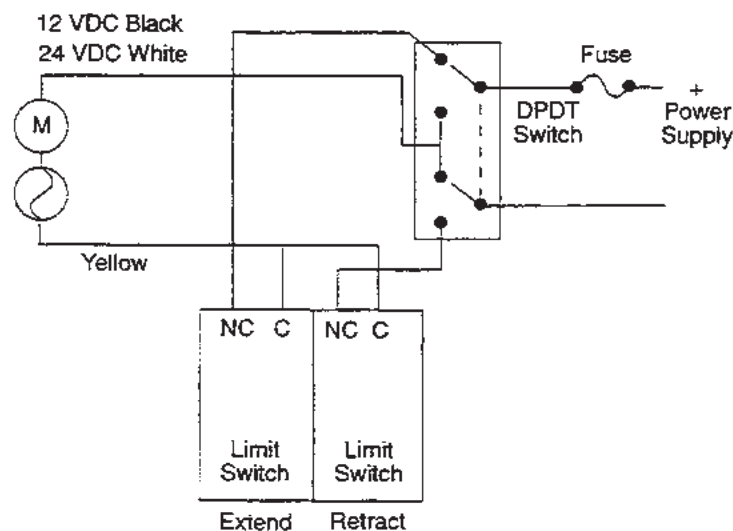 12 VDC Black
24 VDC White
Fuse
+
Power
Supply
DPDT
Switch
M
Yellow
NC C
NC C
Limit
Switch
Limit
Switch
Extend
Retract